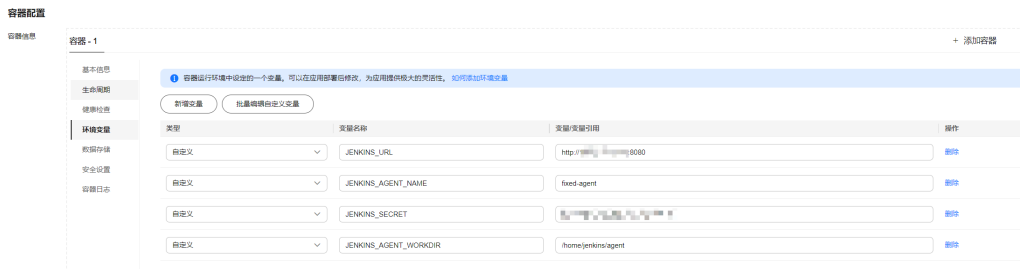 容器配置
容器信息
容器 - 1
+ 添加容器
基本信息
生命周期
健康检查
环境变量
数据存储
安全设置
容器日志
容器运行环境中设定的一个变量。可以在应用部署后修改，为应用提供极大的灵活性。 如何添加环境变量
新增变量 批量编辑自定义变量
类型 变量名称 变量/变量引用 操作
自定义 JENKINS_URL http:// :8080 删除
自定义 JENKINS_AGENT_NAME fixed-agent 删除
自定义 JENKINS_SECRET 删除
自定义 JENKINS_AGENT_WORKDIR /home/jenkins/agent 删除